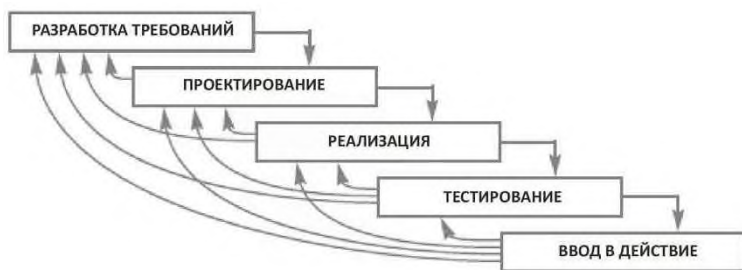 РАЗРАБОТКА ТРЕБОВАНИЙ
ПРОЕКТИРОВАНИЕ
РЕАЛИЗАЦИЯ
ТЕСТИРОВАНИЕ
ВВОД В ДЕЙСТВИЕ